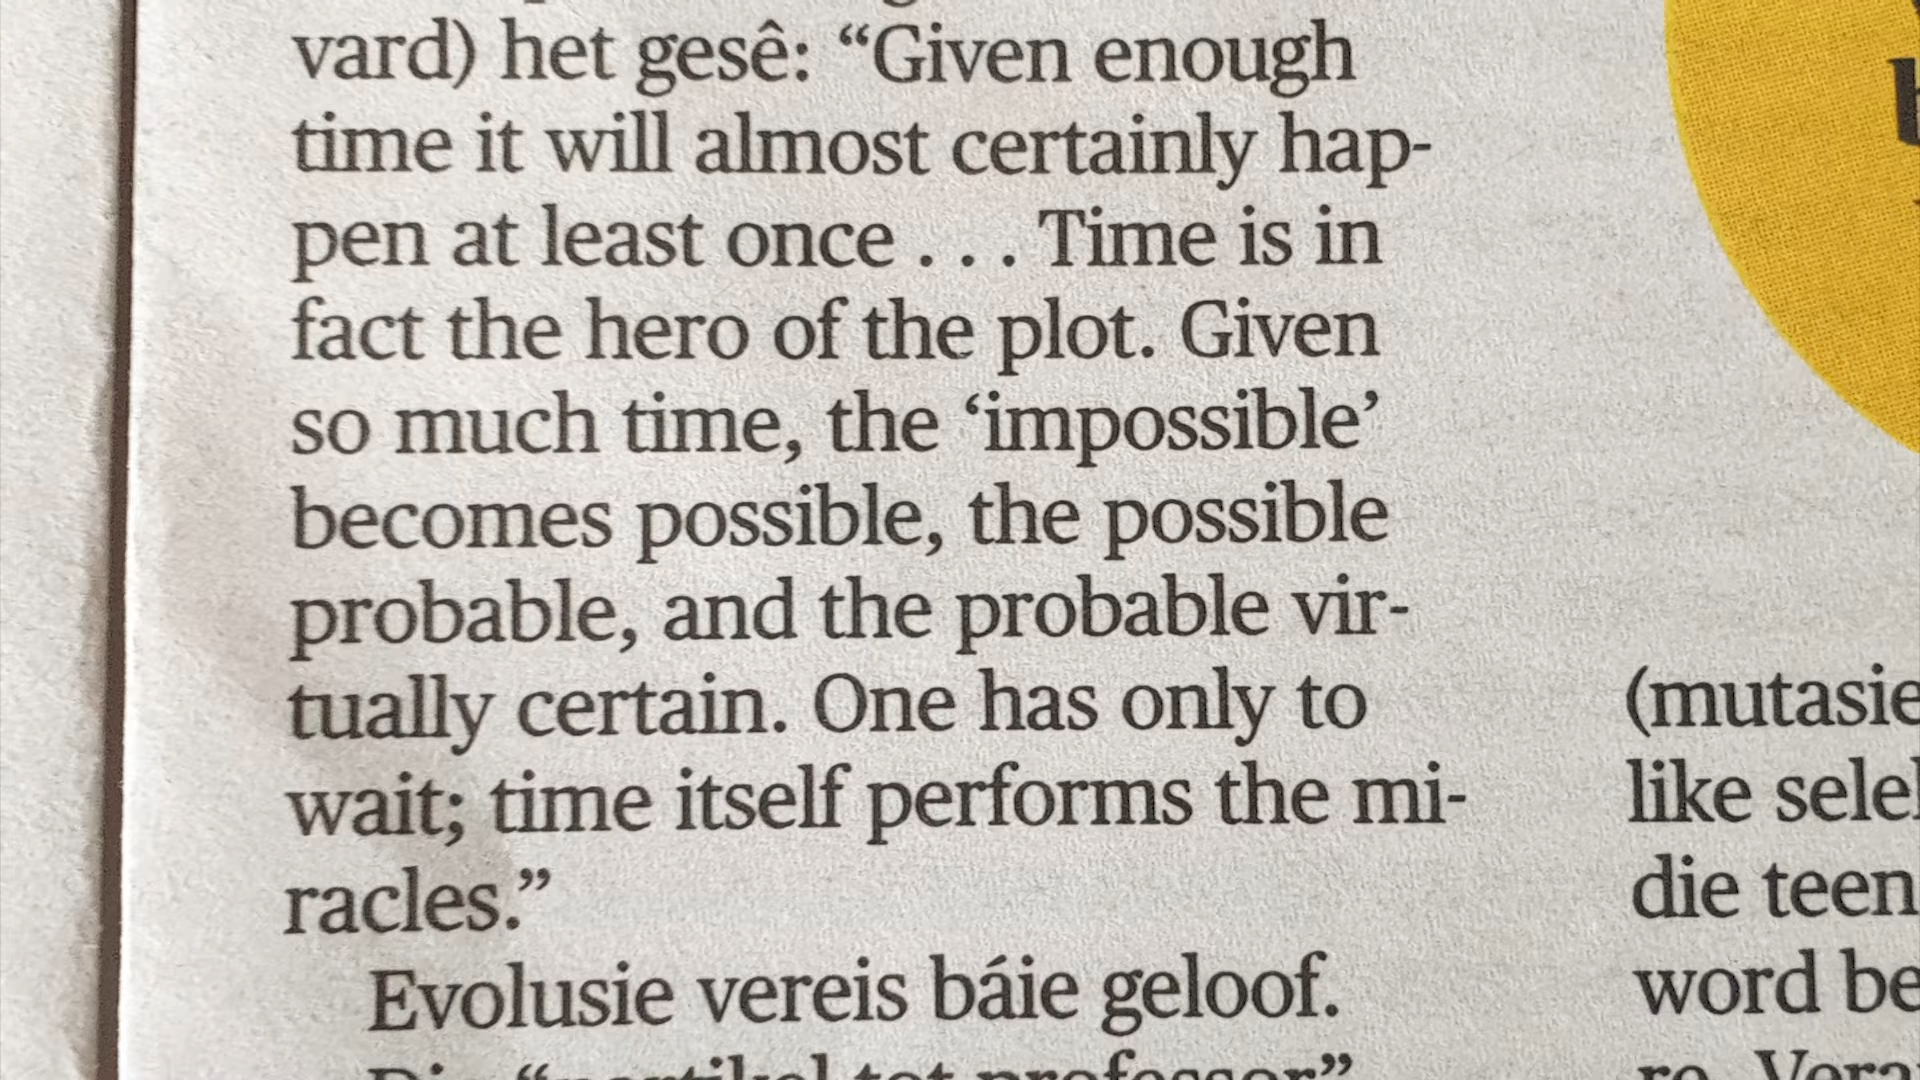 vard) het gesê: “Given enough
time it will almost certainly hap-
pen at least once . . . Time is in
fact the hero of the plot. Given
so much time, the ‘impossible’
becomes possible, the possible
probable, and the probable vir-
tually certain. One has only to
wait; time itself performs the mi-
racles.”
Evolusie vereis báie geloof.
tot professor”
(mutasie
like
die teen
word be